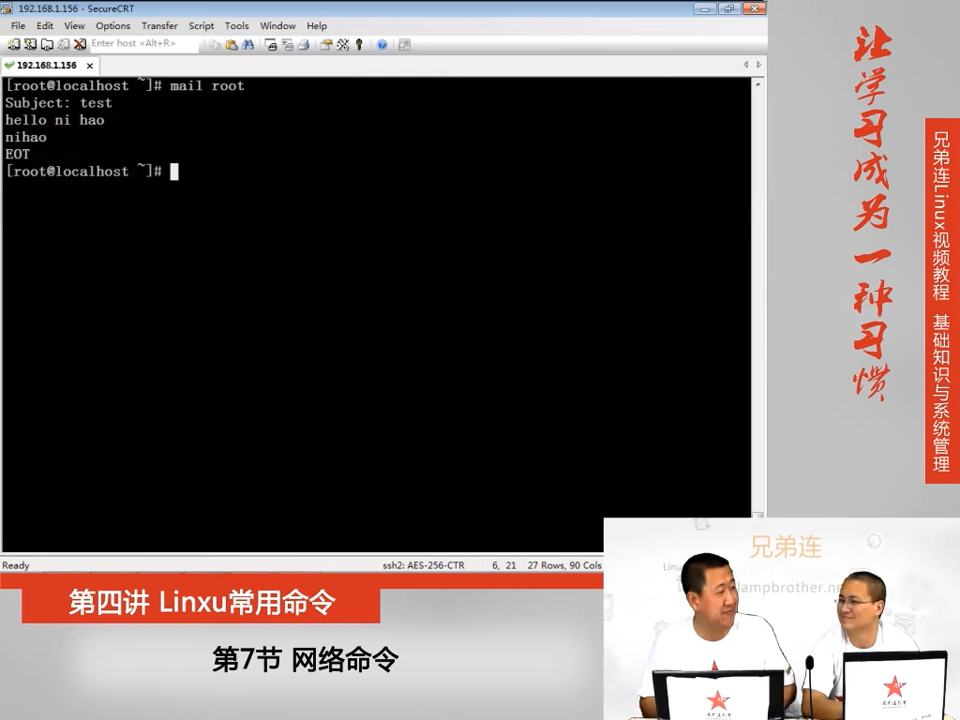 192.168.1.156 - SecureCRT
File Edit View Options Transfer Script Tools Window Help
Enter host <Alt+R>
192.168.1.156
[root@localhost ~]# mail root
Subject: test
hello ni hao
nihao
EOT
[root@localhost ~]#
Ready ssh2: AES-256-CTR 6, 21 27 Rows, 90 Cols
让学习成为一种习惯
兄弟连Linux视频教程 基础知识与系统管理
第四讲 Linxu常用命令
第7节 网络命令
兄弟连
Linu
lampbrother.ne